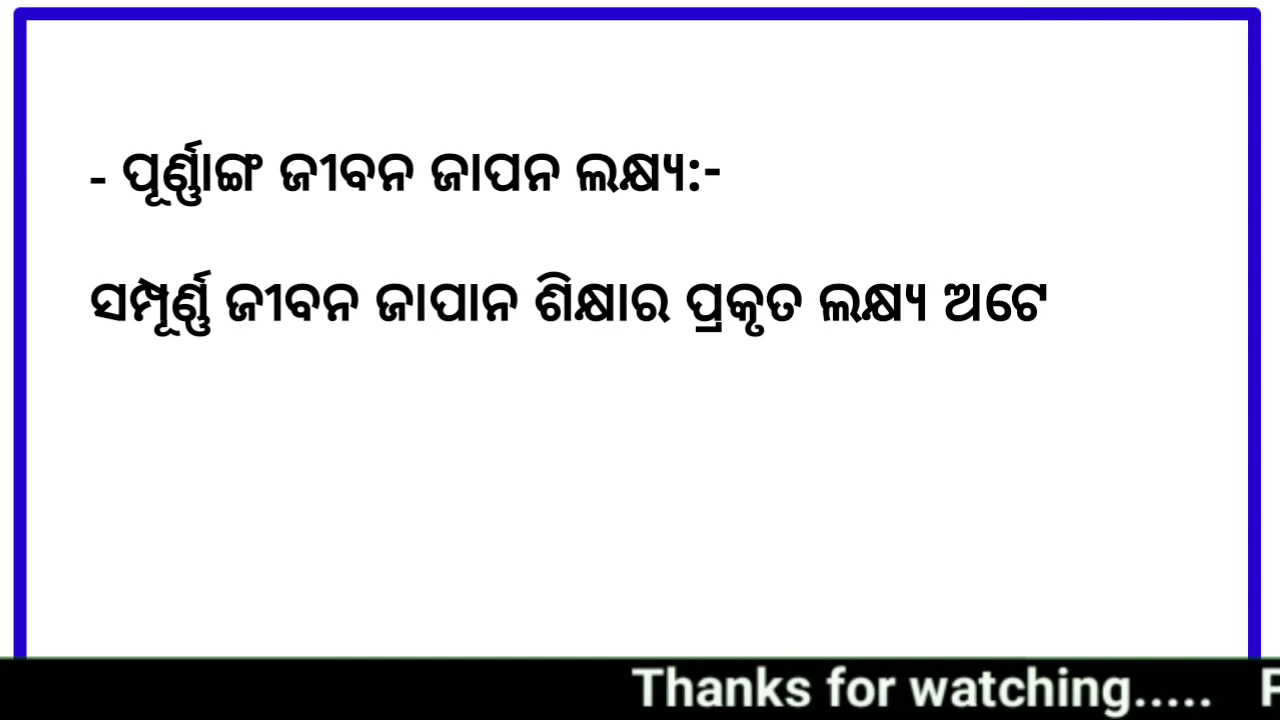 - ପୂର୍ଣ୍ଣାଙ୍ଗ ଜୀବନ ଜାପନ ଲକ୍ଷ୍ୟ:-
ସମ୍ପୂର୍ଣ୍ଣ ଜୀବନ ଜାପାନ ଶିକ୍ଷାର ପ୍ରକୃତ ଲକ୍ଷ୍ୟ ଅଟେ
Thanks for watching.....